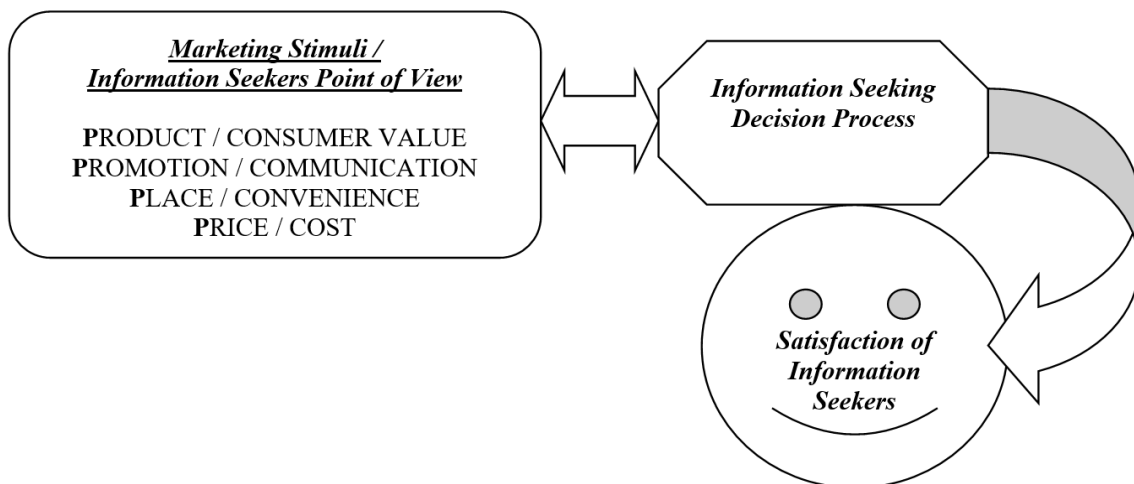 Marketing Stimuli /
Information Seekers Point of View
PRODUCT / CONSUMER VALUE
PROMOTION / COMMUNICATION
PLACE / CONVENIENCE
PRICE / COST
Information Seeking
Decision Process
Satisfaction of
Information
Seekers